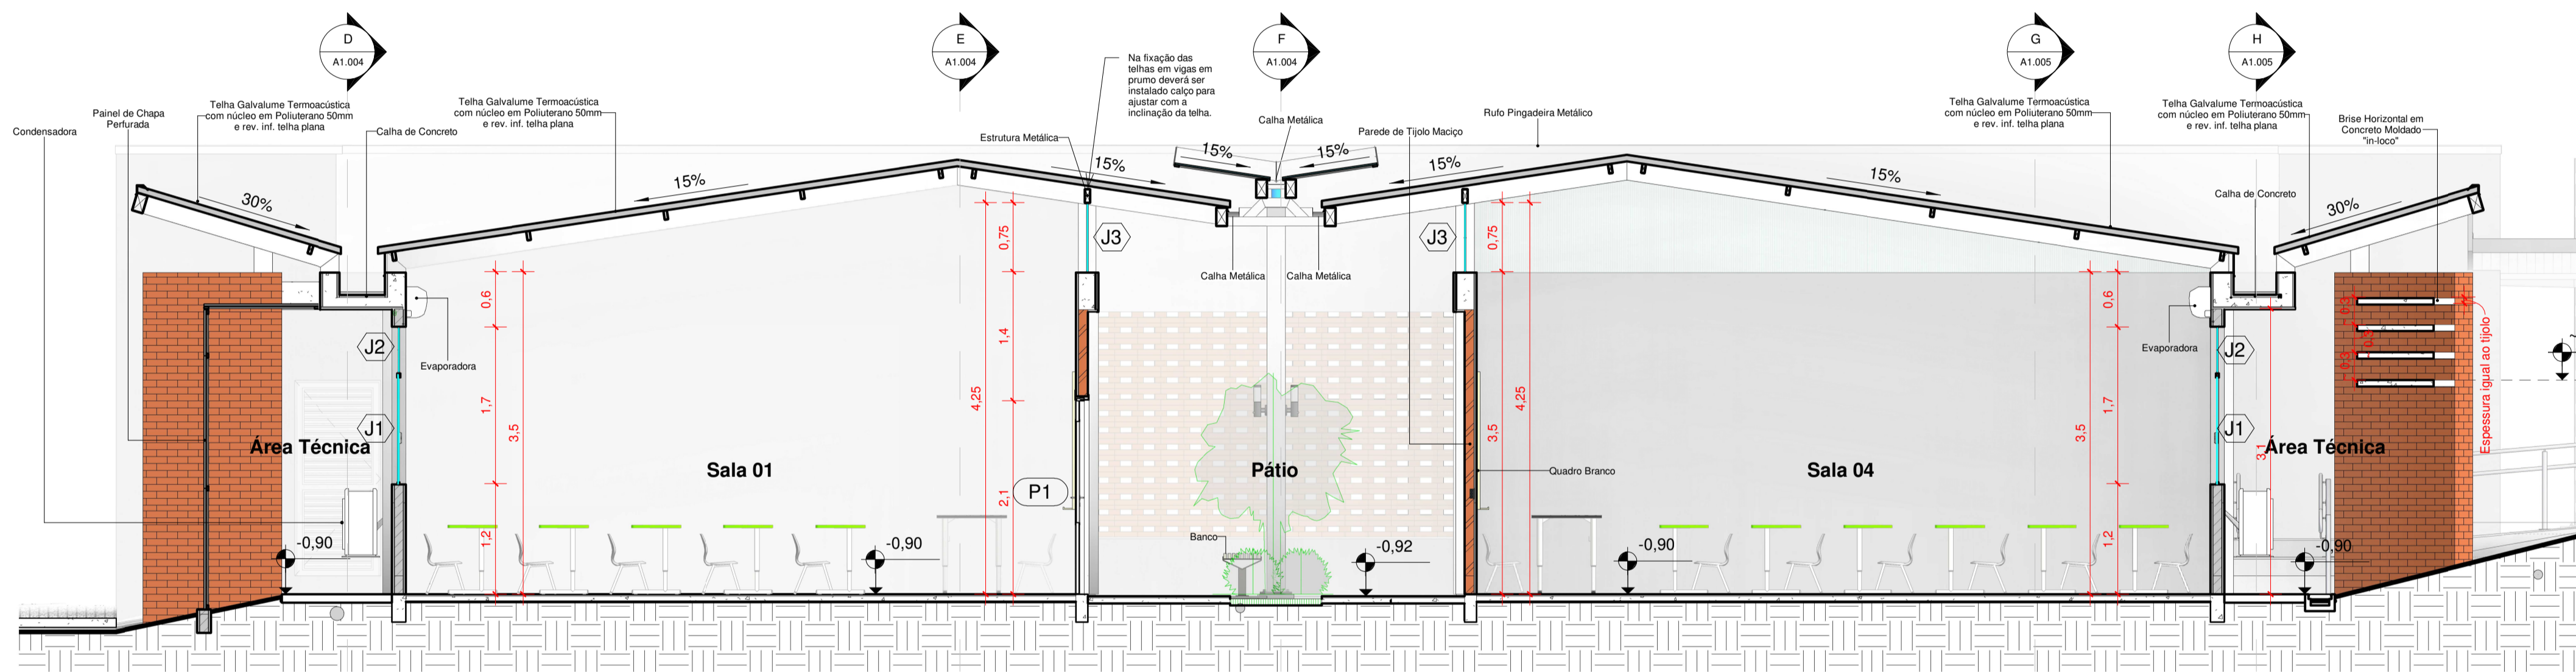 D
A1.004
E
A1.004
F
A1.004
G
A1.005
H
A1.005
Condensadora
Painel de Chapa
Perfurada
Telha Galvalume Termoacústica
com núcleo em Poliuterano 50mm
e rev. inf. telha plana
Calha de Concreto
Telha Galvalume Termoacústica
com núcleo em Poliuterano 50mm
e rev. inf. telha plana
Estrutura Metálica
Na fixação das
telhas em vigas em
prumo deverá ser
instalado calço para
ajustar com a
inclinação da telha.
Calha Metálica
Parede de Tijolo Maciço
Rufo Pingadeira Metálico
Telha Galvalume Termoacústica
com núcleo em Poliuterano 50mm
e rev. inf. telha plana
Telha Galvalume Termoacústica
com núcleo em Poliuterano 50mm
e rev. inf. telha plana
Brise Horizontal em
Concreto Moldado
"in-loco"
Calha de Concreto
30%
15%
15%
15%
15%
15%
15%
30%
J3
J3
Calha Metálica
Calha Metálica
J2
J1
Evaporadora
0,6
1,7
1,2
3,5
4,25
0,75
1,4
2,1
P1
0,75
3,5
4,25
3,5
0,6
1,7
1,2
Evaporadora
J2
J1
3,1
0,3
0,3
0,3
Espessura igual ao tijolo
Área Técnica
Sala 01
Pátio
Quadro Branco
Sala 04
Área Técnica
Banco
-0,90
-0,90
-0,92
-0,90
-0,90